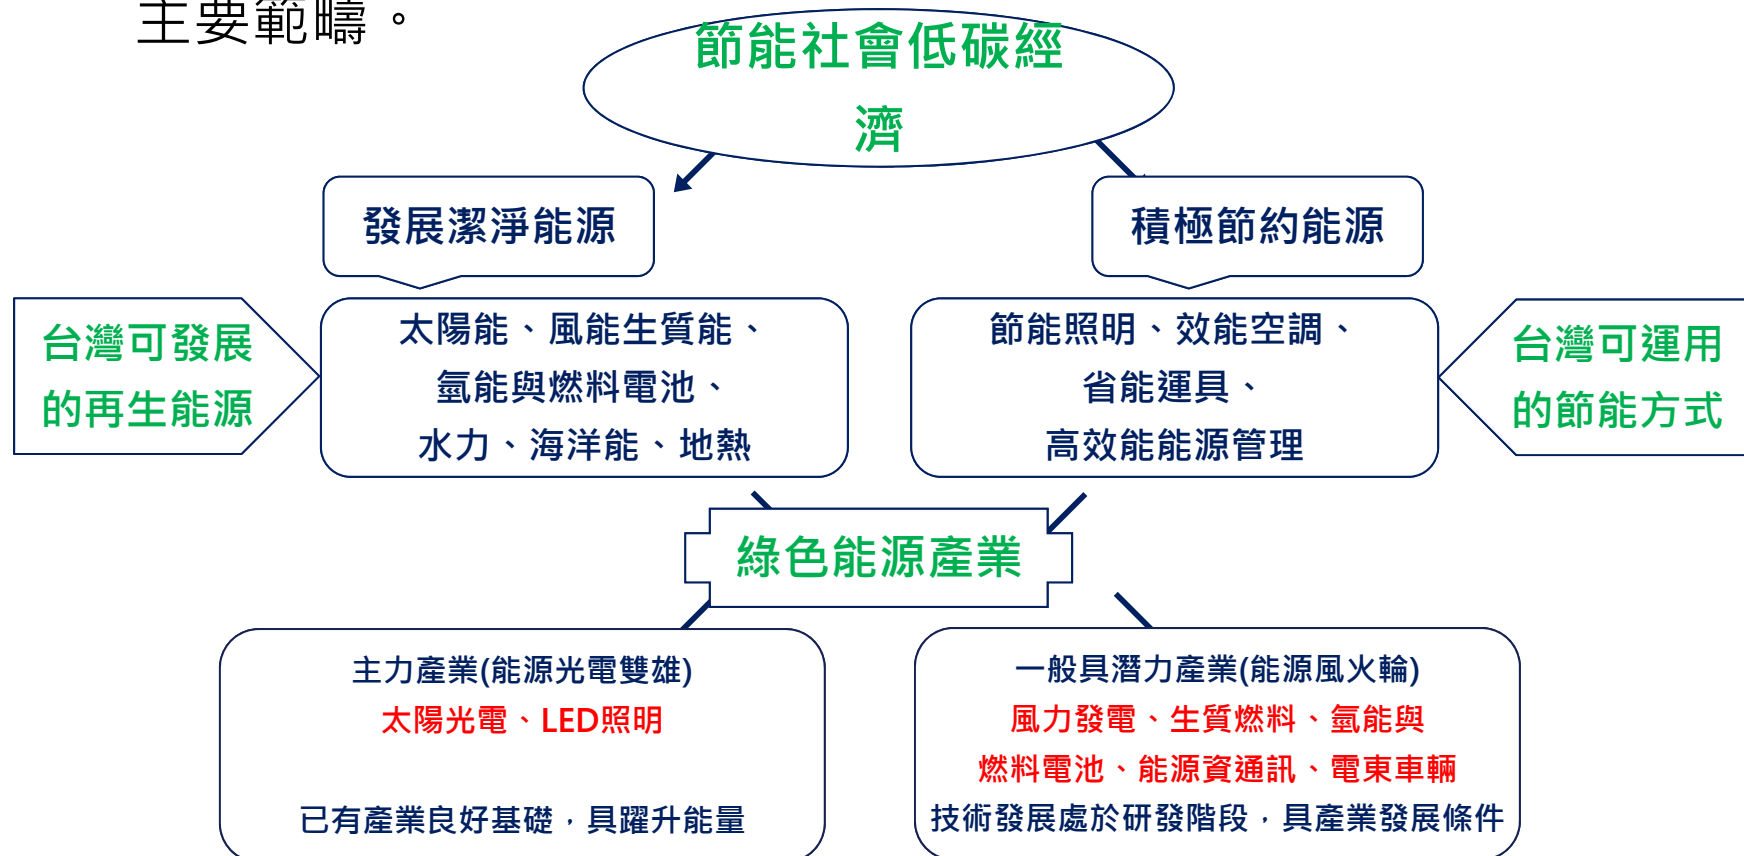 主要範疇。
節能社會低碳經
濟
發展潔淨能源
積極節約能源
台灣可發展
的再生能源
太陽能、風能生質能、
氫能與燃料電池、
水力、海洋能、地熱
節能照明、效能空調、
省能運具、
高效能能源管理
台灣可運用
的節能方式
綠色能源產業
主力產業(能源光電雙雄)
太陽光電、LED照明
已有產業良好基礎，具躍升能量
一般具潛力產業(能源風火輪)
風力發電、生質燃料、氫能與
燃料電池、能源資通訊、電東車輛
技術發展處於研發階段，具產業發展條件